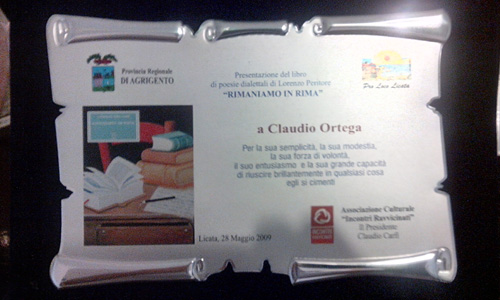 Provincia Regionale
DI AGRIGENTO
Presentazione del libro
di poesie dialettali di Lorenzo Peritore
"RIMANIAMO IN RIMA"
Pro Loco Licata
a Claudio Ortega
Per la sua semplicità, la sua modestia,
la sua forza di volontà,
il suo entusiasmo e la sua grande capacità
di riuscire brillantemente in qualsiasi cosa
egli si cimenti
Licata, 28 Maggio 2009
Associazione Culturale
"Incontri Ravvicinati"
Il Presidente
Claudio Carli